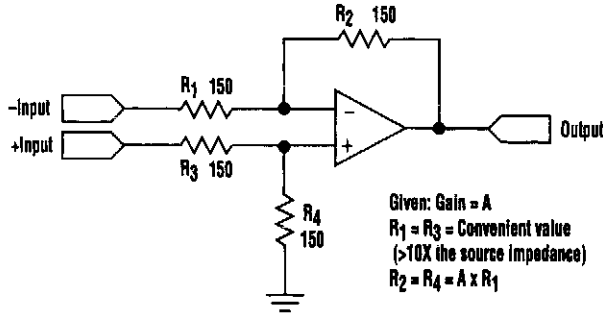 R2 150
–Input
R1 150
–
+Input
+
Output
R3
150
R4
150
Given: Gain = A
R1 = R3 = Convenient value
(>10X the source impedance)
R2 = R4 = A x R1